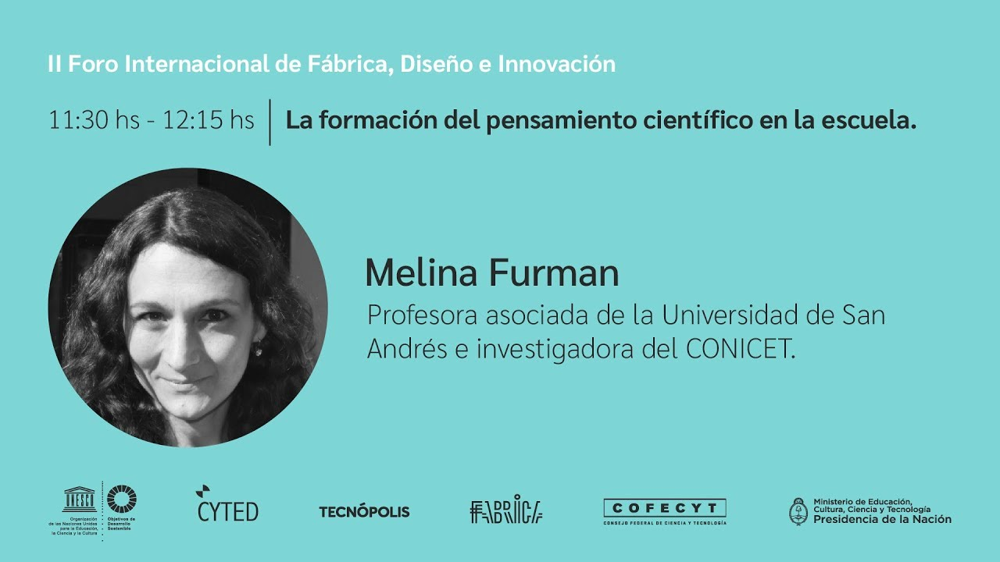 II Foro Internacional de Fábrica, Diseño e Innovación
11:30 hs - 12:15 hs
La formación del pensamiento científico en la escuela.
Melina Furman
Profesora asociada de la Universidad de San
Andrés e investigadora del CONICET.
UNESCO
Organización
de las Naciones Unidas
para la Educación,
la Ciencia y la Cultura
Objetivos de
Desarrollo
Sostenible
CYTED
TECNÓPOLIS
FÁBRICA
COFECYT
CONSEJO FEDERAL DE CIENCIA Y TECNOLOGÍA
Ministerio de Educación,
Cultura, Ciencia y Tecnología
Presidencia de la Nación